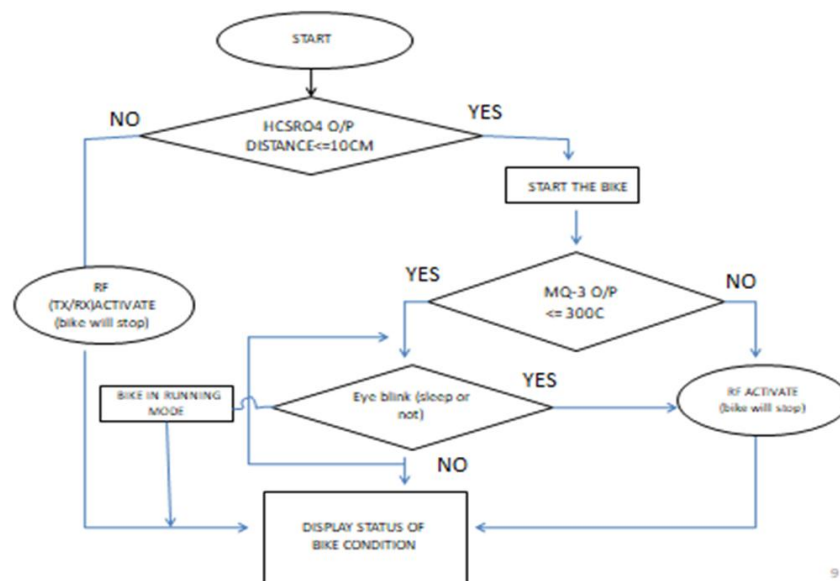 START
NO
YES
HCSRO4 O/P
DISTANCE<=10CM
START THE BIKE
YES
NO
MQ-3 O/P
<= 300C
RF
(TX/RX)ACTIVATE
(bike will stop)
BIKE IN RUNNING
MODE
Eye blink (sleep or
not)
YES
RF ACTIVATE
(bike will stop)
NO
DISPLAY STATUS OF
BIKE CONDITION
9